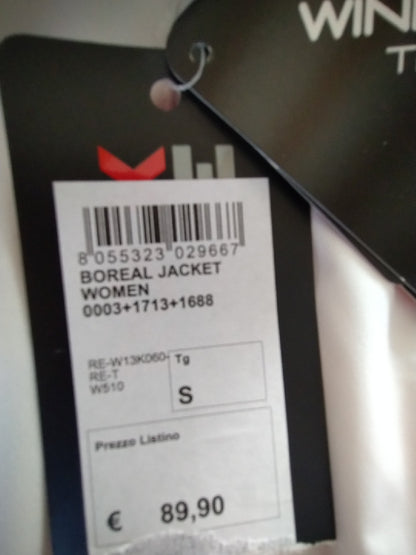 WIN
T
8 055323 029667
BOREAL JACKET
WOMEN
0003+1713+1688
RE-W13K060-
RE-T
W510
Tg
S
Prezzo Listino
€ 89,90